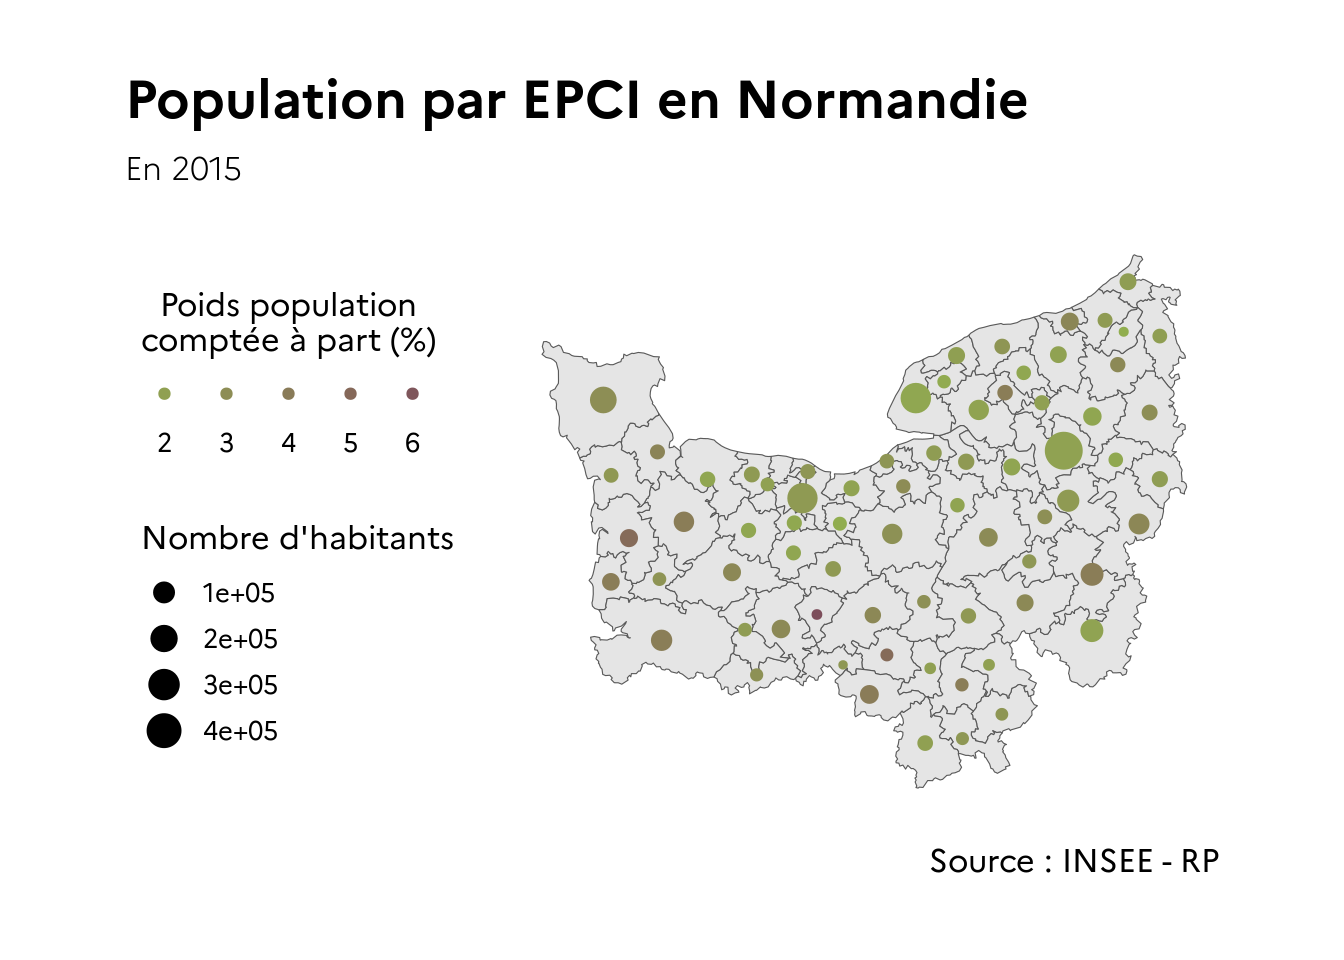 Population par EPCI en Normandie
En 2015
Poids population
comptée à part (%)
2 3 4 5 6
Nombre d'habitants
1e+05
2e+05
3e+05
4e+05
Source : INSEE - RP